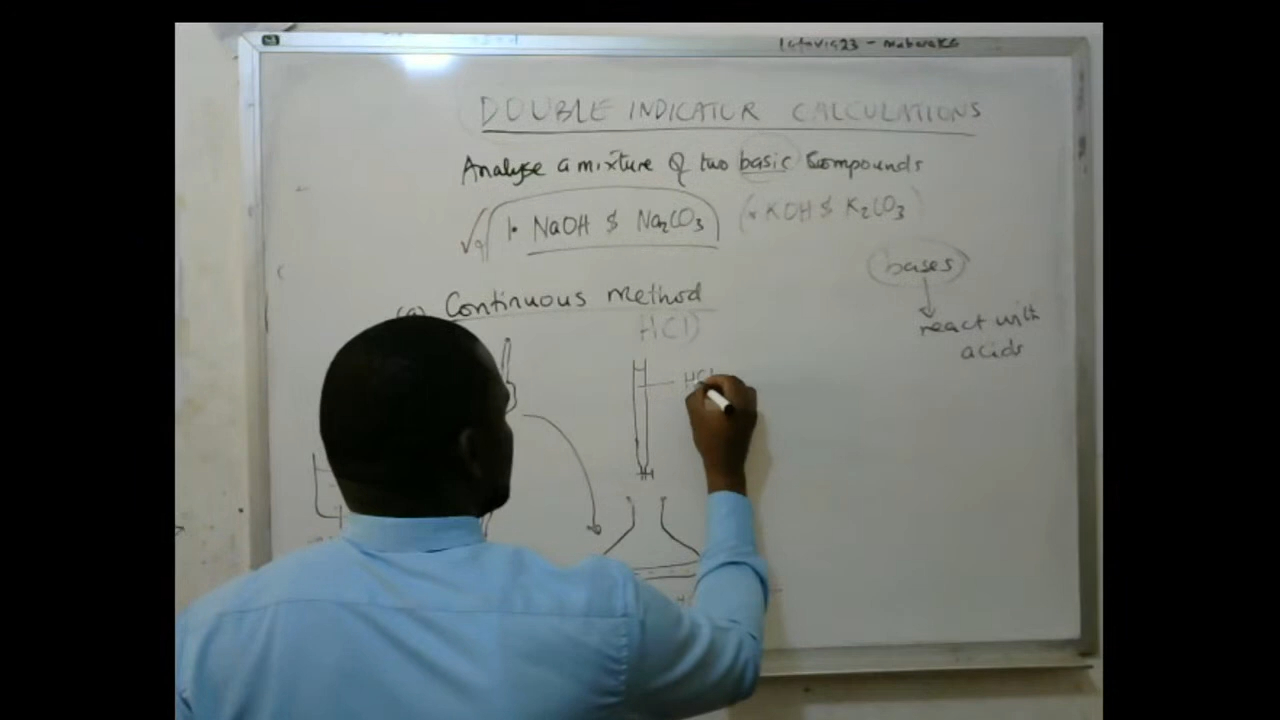 DOUBLE INDICATOR CALCULATIONS
Analyse a mixture of two basic Compounds
1. NaOH & Na₂CO₃ (* KOH & K₂CO₃)
bases
(a) Continuous method
HCl)
react with
acids
HCl